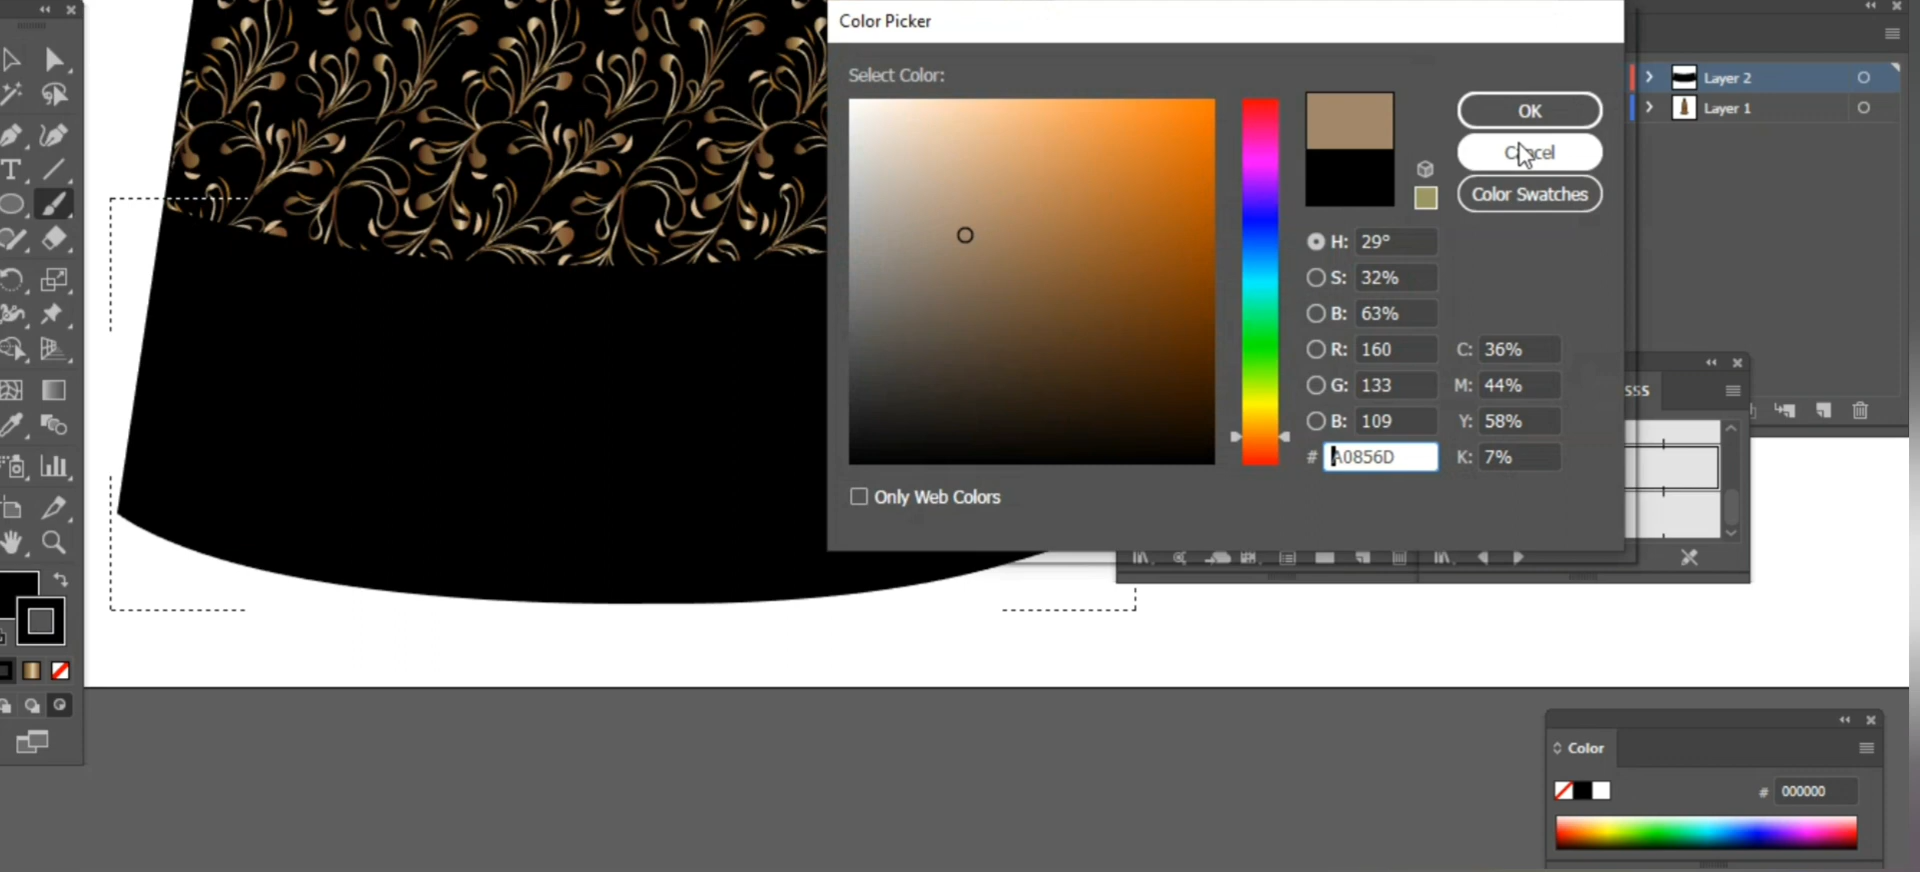 Color Picker
Select Color:
OK
Cancel
Color Swatches
H: 29°
S: 32%
B: 63%
R: 160
C: 36%
G: 133
M: 44%
B: 109
Y: 58%
# A0856D
K: 7%
Only Web Colors
Layer 2
Layer 1
sss
Color
# 000000